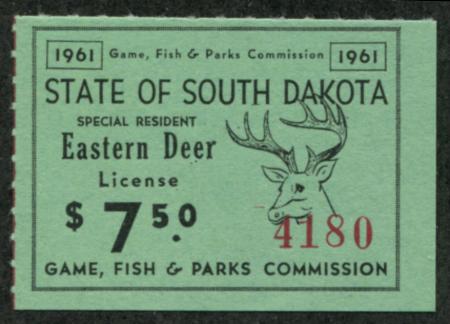 1961 Game, Fish & Parks Commission 1961
STATE OF SOUTH DAKOTA
SPECIAL RESIDENT
Eastern Deer
License
$ 7.50
4180
GAME, FISH & PARKS COMMISSION